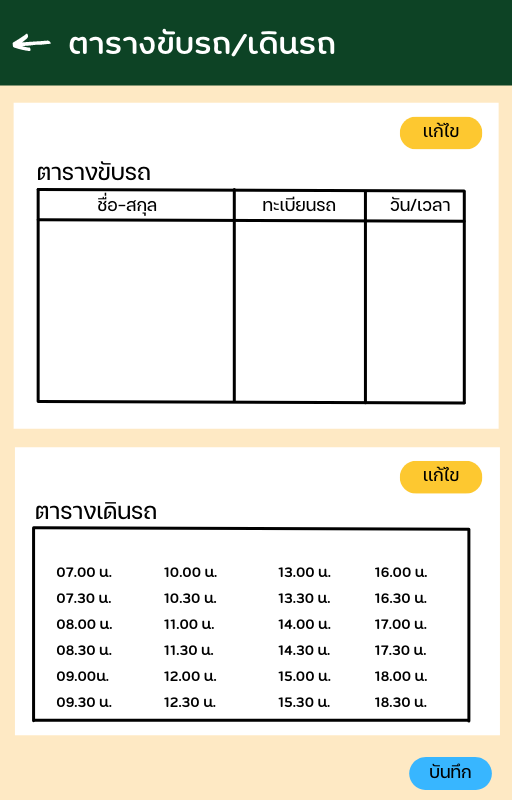 ตารางขับรถ/เดินรถ
แก้ไข
ตารางขับรถ
ชื่อ-สกุล ทะเบียนรถ วัน/เวลา
แก้ไข
ตารางเดินรถ
07.00 น. 10.00 น. 13.00 น. 16.00 น.
07.30 น. 10.30 น. 13.30 น. 16.30 น.
08.00 น. 11.00 น. 14.00 น. 17.00 น.
08.30 น. 11.30 น. 14.30 น. 17.30 น.
09.00น. 12.00 น. 15.00 น. 18.00 น.
09.30 น. 12.30 น. 15.30 น. 18.30 น.
บันทึก